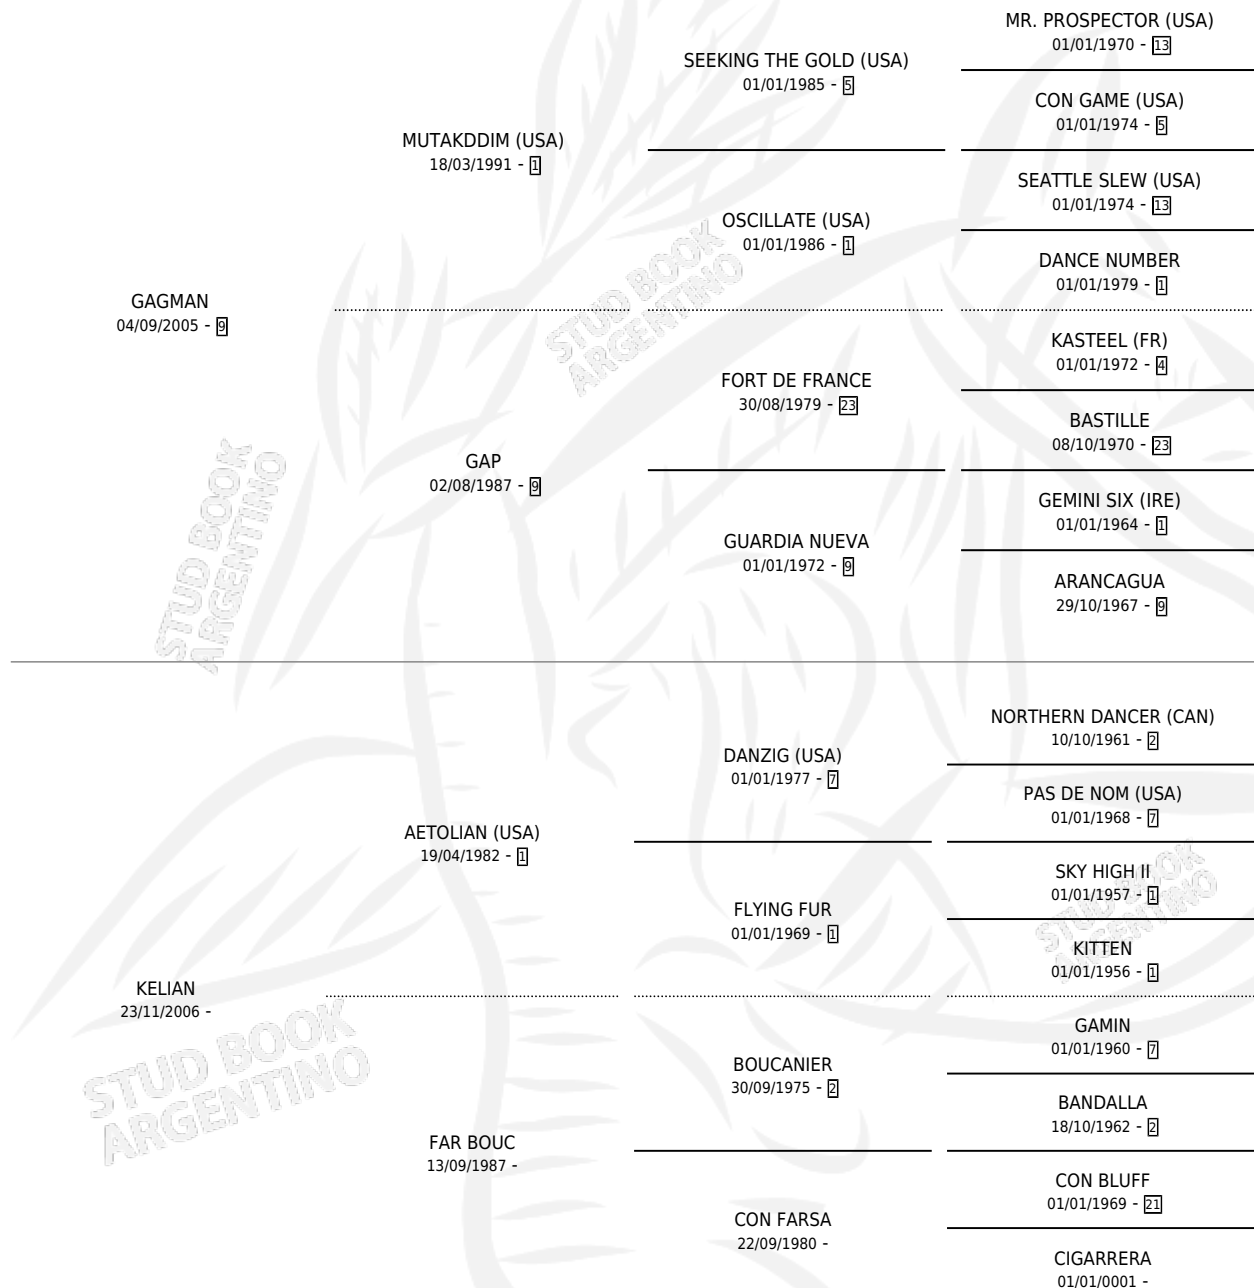 MR. PROSPECTOR (USA)
01/01/1970 - 13
SEEKING THE GOLD (USA)
01/01/1985 - 5
CON GAME (USA)
01/01/1974 - 5
MUTAKDDIM (USA)
18/03/1991 - 1
SEATTLE SLEW (USA)
01/01/1974 - 13
OSCILLATE (USA)
01/01/1986 - 1
DANCE NUMBER
01/01/1979 - 1
GAGMAN
04/09/2005 - 9
KASTEEL (FR)
01/01/1972 - 4
FORT DE FRANCE
30/08/1979 - 23
BASTILLE
08/10/1970 - 23
GAP
02/08/1987 - 9
GEMINI SIX (IRE)
01/01/1964 - 1
GUARDIA NUEVA
01/01/1972 - 9
ARANCAGUA
29/10/1967 - 9
NORTHERN DANCER (CAN)
10/10/1961 - 2
DANZIG (USA)
01/01/1977 - 7
PAS DE NOM (USA)
01/01/1968 - 7
AETOLIAN (USA)
19/04/1982 - 1
SKY HIGH II
01/01/1957 - 1
FLYING FUR
01/01/1969 - 1
KITTEN
01/01/1956 - 1
KELIAN
23/11/2006 -
GAMIN
01/01/1960 - 7
BOUCANIER
30/09/1975 - 2
BANDALLA
18/10/1962 - 2
FAR BOUC
13/09/1987 -
CON BLUFF
01/01/1969 - 21
CON FARSA
22/09/1980 -
CIGARRERA
01/01/0001 -
STUD BOOK
ARGENTINO
STUD BOOK
ARGENTINO
STUD BOOK
ARGENTINO
STUD BOOK
ARGENTINO